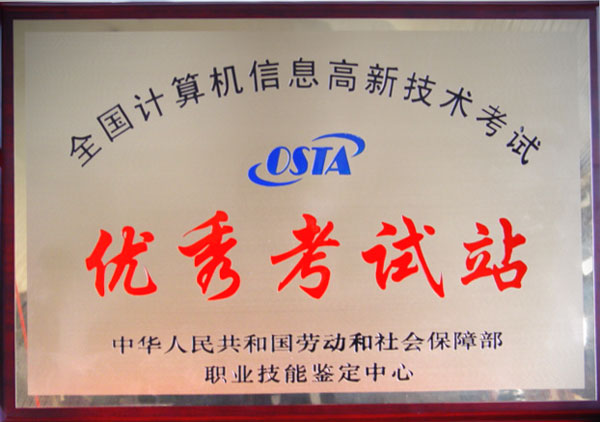 全国计算机信息高新技术考试
OSTA
优秀考试站
中华人民共和国劳动和社会保障部
职业技能鉴定中心